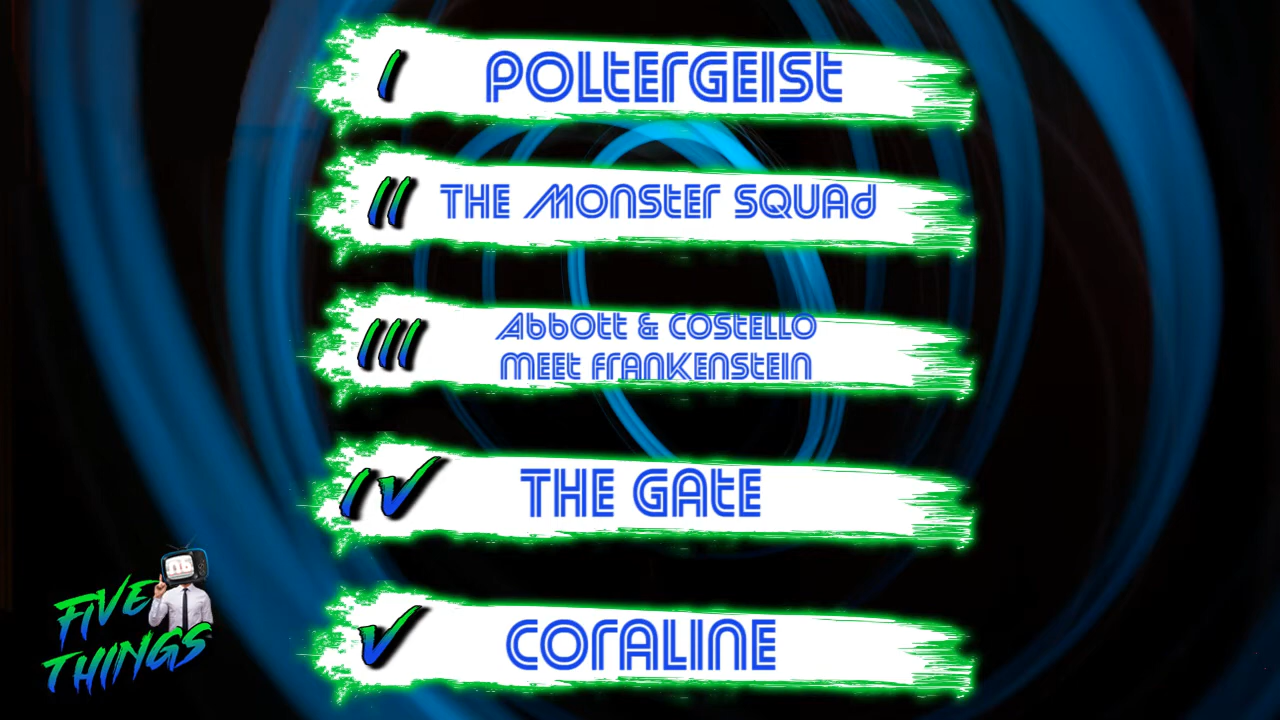 I POLtErGEISt
II THE MONStEr SQUAd
III AbbOtt & COStELLO
MEEt FrANKENStEIN
IV THE GAtE
V COrALINE
FIVE
THINGS